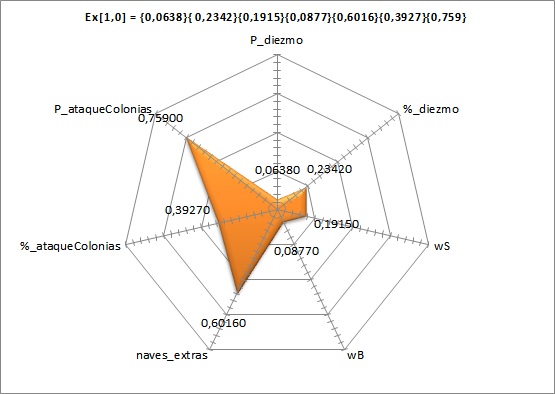 Ex[1,0] = {0,0638}{ 0,2342}{0,1915}{0,0877}{0,6016}{0,3927}{0,759}
P_diezmo
P_ataqueColonias
%_diezmo
0,75900
0,06380
0,23420
0,39270
0,19150
%_ataqueColonias
wS
0,08770
0,60160
naves_extras
wB